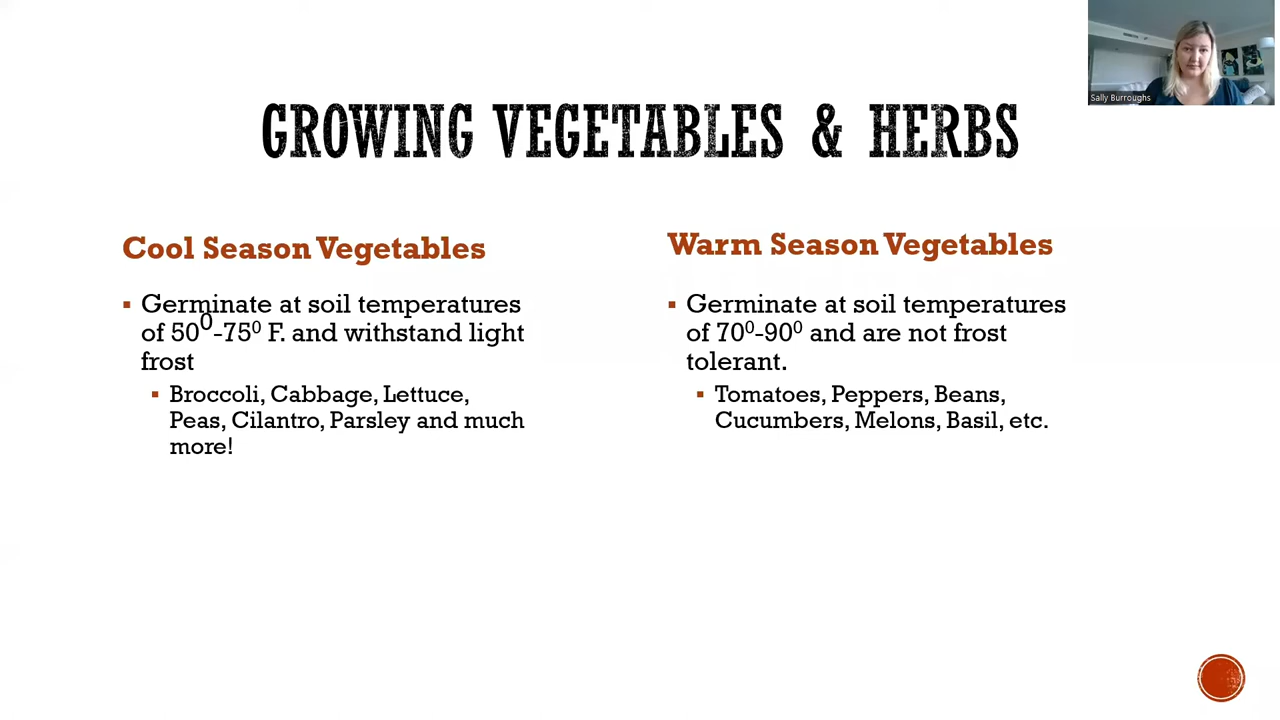 Sally Burroughs
GROWING VEGETABLES & HERBS
Cool Season Vegetables
▪ Germinate at soil temperatures
of 50⁰-75⁰ F. and withstand light
frost
▪ Broccoli, Cabbage, Lettuce,
Peas, Cilantro, Parsley and much
more!
Warm Season Vegetables
▪ Germinate at soil temperatures
of 70⁰-90⁰ and are not frost
tolerant.
▪ Tomatoes, Peppers, Beans,
Cucumbers, Melons, Basil, etc.